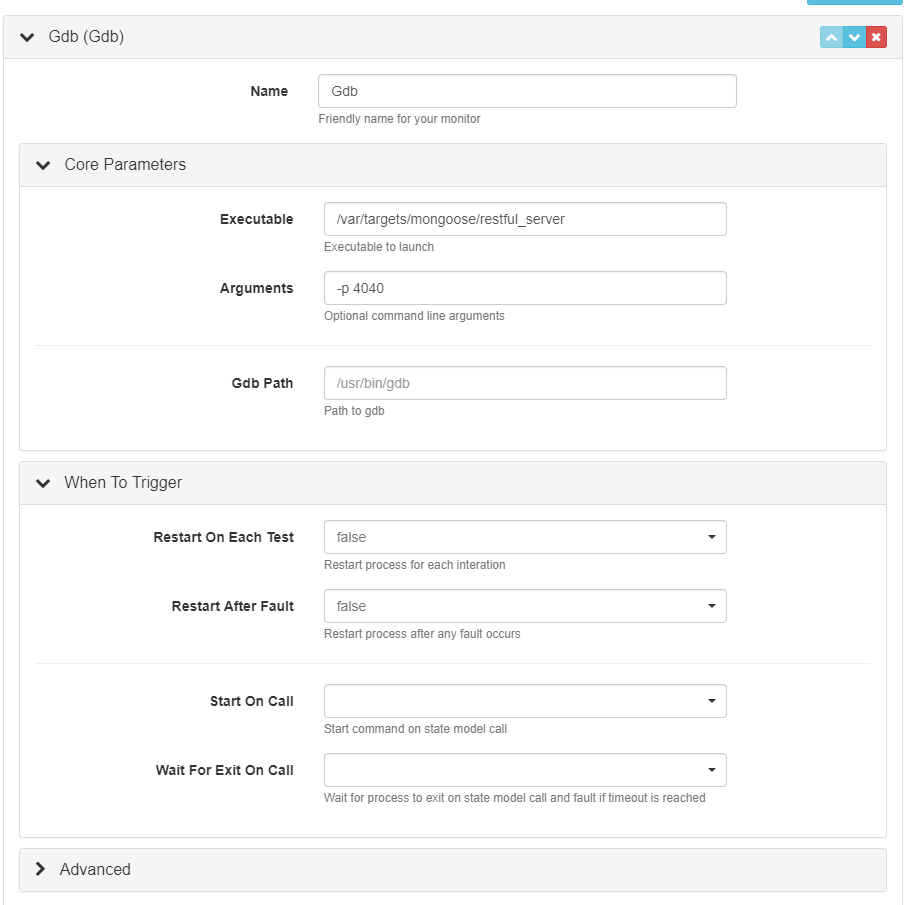 Gdb (Gdb)
Name
Gdb
Friendly name for your monitor
Core Parameters
Executable
/var/targets/mongoose/restful_server
Executable to launch
Arguments
-p 4040
Optional command line arguments
Gdb Path
/usr/bin/gdb
Path to gdb
When To Trigger
Restart On Each Test
false
Restart process for each interation
Restart After Fault
false
Restart process after any fault occurs
Start On Call
Start command on state model call
Wait For Exit On Call
Wait for process to exit on state model call and fault if timeout is reached
Advanced